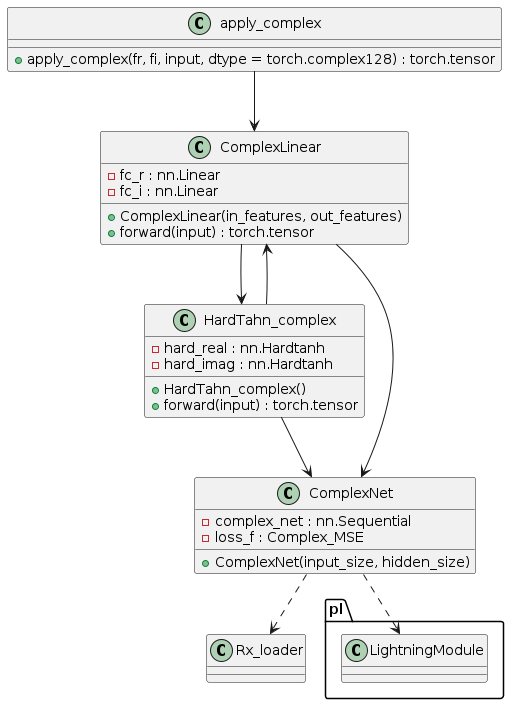 C apply_complex
apply_complex(fr, fi, input, dtype = torch.complex128) : torch.tensor
C ComplexLinear
fc_r : nn.Linear
fc_i : nn.Linear
ComplexLinear(in_features, out_features)
forward(input) : torch.tensor
C HardTahn_complex
hard_real : nn.Hardtanh
hard_imag : nn.Hardtanh
HardTahn_complex()
forward(input) : torch.tensor
C ComplexNet
complex_net : nn.Sequential
loss_f : Complex_MSE
ComplexNet(input_size, hidden_size)
pl
C Rx_loader
C LightningModule